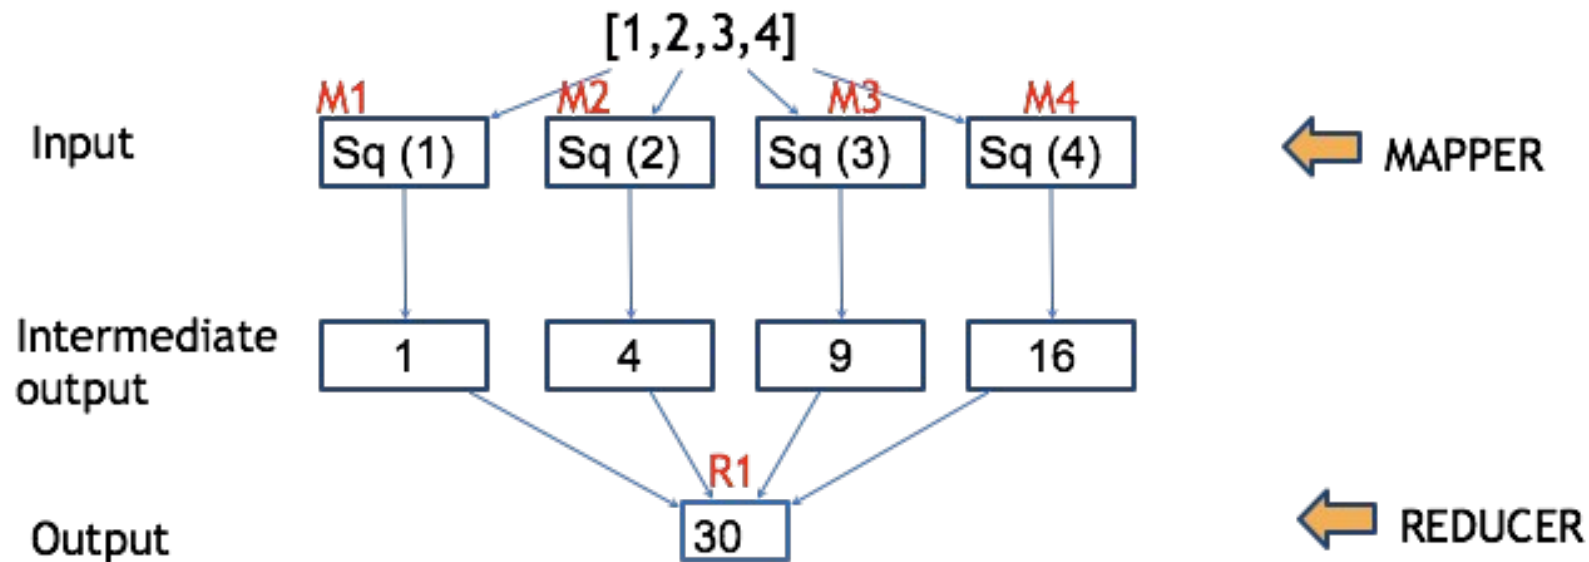 [1,2,3,4]
M1 M2 M3 M4
Input Sq (1) Sq (2) Sq (3) Sq (4) MAPPER
Intermediate
output 1 4 9 16
R1
Output 30 REDUCER